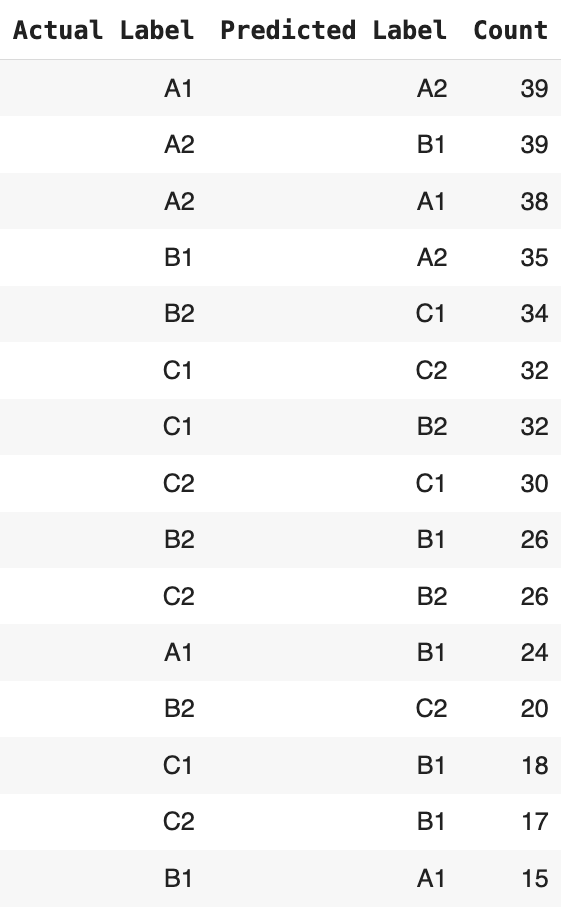 Actual Label Predicted Label Count
A1 A2 39
A2 B1 39
A2 A1 38
B1 A2 35
B2 C1 34
C1 C2 32
C1 B2 32
C2 C1 30
B2 B1 26
C2 B2 26
A1 B1 24
B2 C2 20
C1 B1 18
C2 B1 17
B1 A1 15